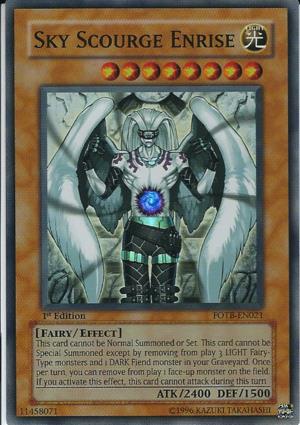 SKY SCOURGE ENRISE
LIGHT
光
1st Edition
FOTB-EN021
[FAIRY/EFFECT]
This card cannot be Normal Summoned or Set. This card cannot be
Special Summoned except by removing from play 3 LIGHT Fairy-
Type monsters and 1 DARK Fiend monster in your Graveyard. Once
per turn, you can remove from play 1 face-up monster on the field.
If you activate this effect, this card cannot attack during this turn.
ATK/2400 DEF/1500
11458071
©1996 KAZUKI TAKAHASHI